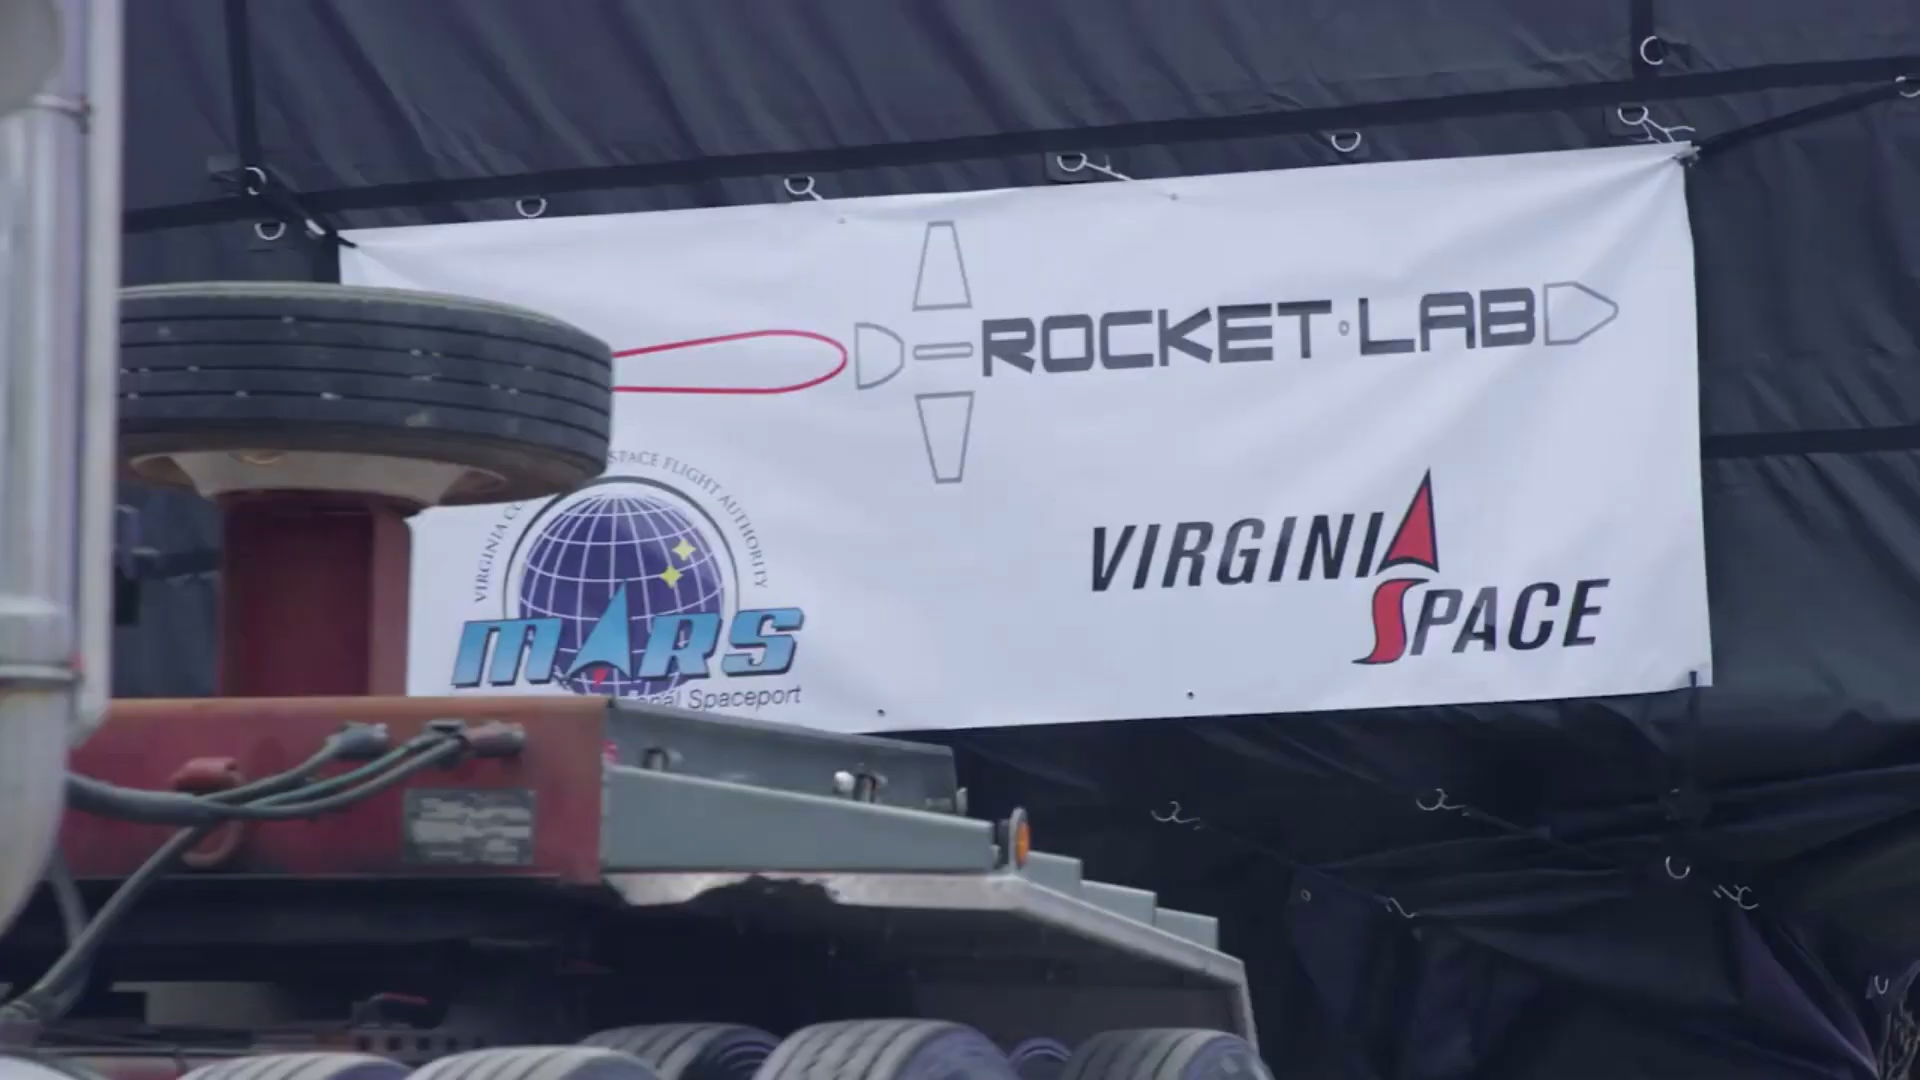 ROCKET LAB
SPACE FLIGHT AUTHORITY
VIRGINIA
MARS
Spaceport
VIRGINIA
SPACE